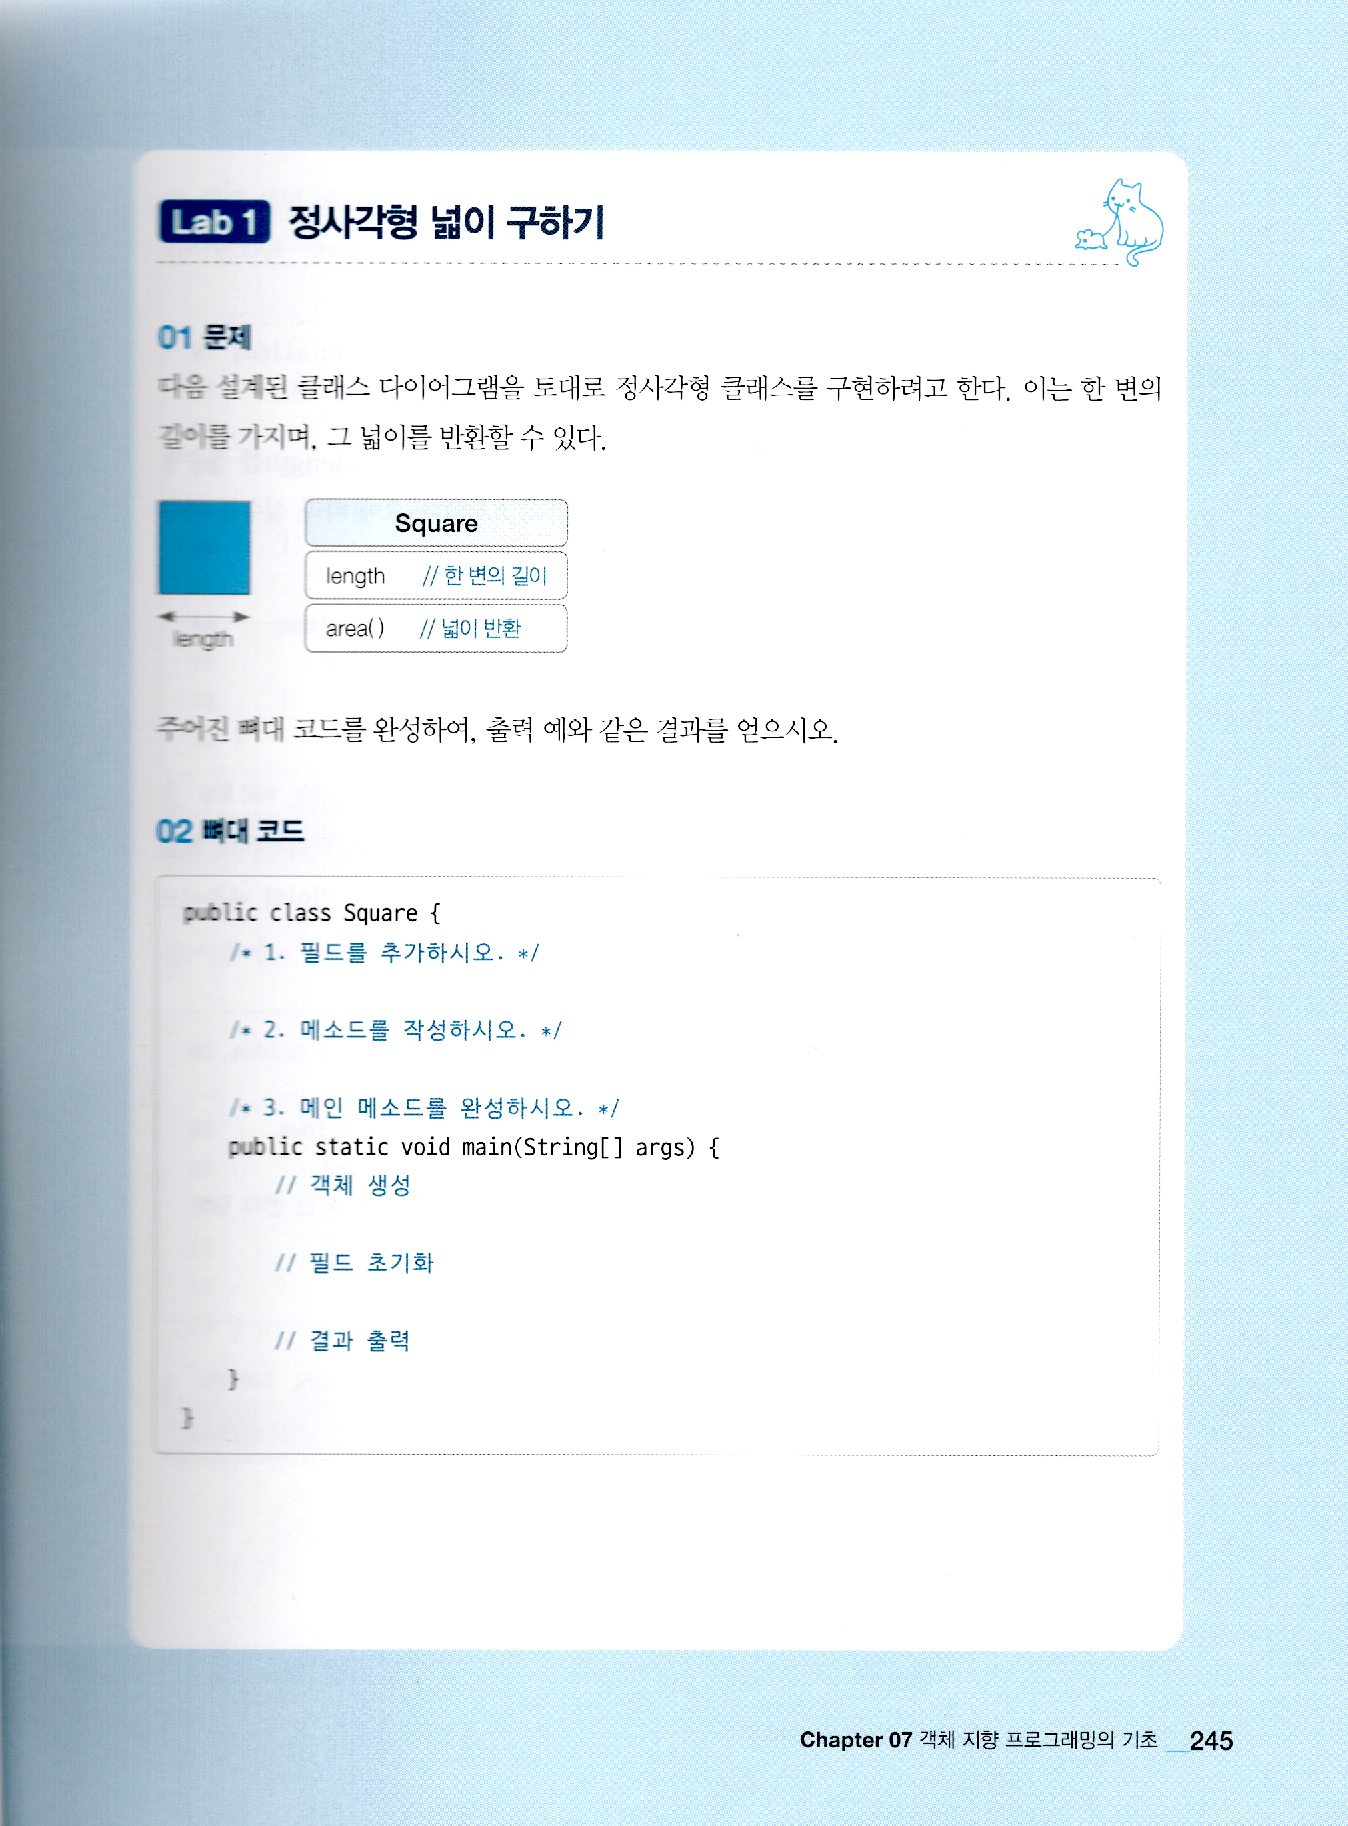 Lab 1 정사각형 넓이 구하기
01 문제
다음 설계된 클래스 다이어그램을 토대로 정사각형 클래스를 구현하려고 한다. 이는 한 변의
길이를 가지며, 그 넓이를 반환할 수 있다.
Square
length // 한 변의 길이
area() // 넓이 반환
length
주어진 뼈대 코드를 완성하여, 출력 예와 같은 결과를 얻으시오.
02 뼈대 코드
public class Square {
/* 1. 필드를 추가하시오. */
/* 2. 메소드를 작성하시오. */
/* 3. 메인 메소드를 완성하시오. */
public static void main(String[] args) {
// 객체 생성
// 필드 초기화
// 결과 출력
}
}
Chapter 07 객체 지향 프로그래밍의 기초 __245